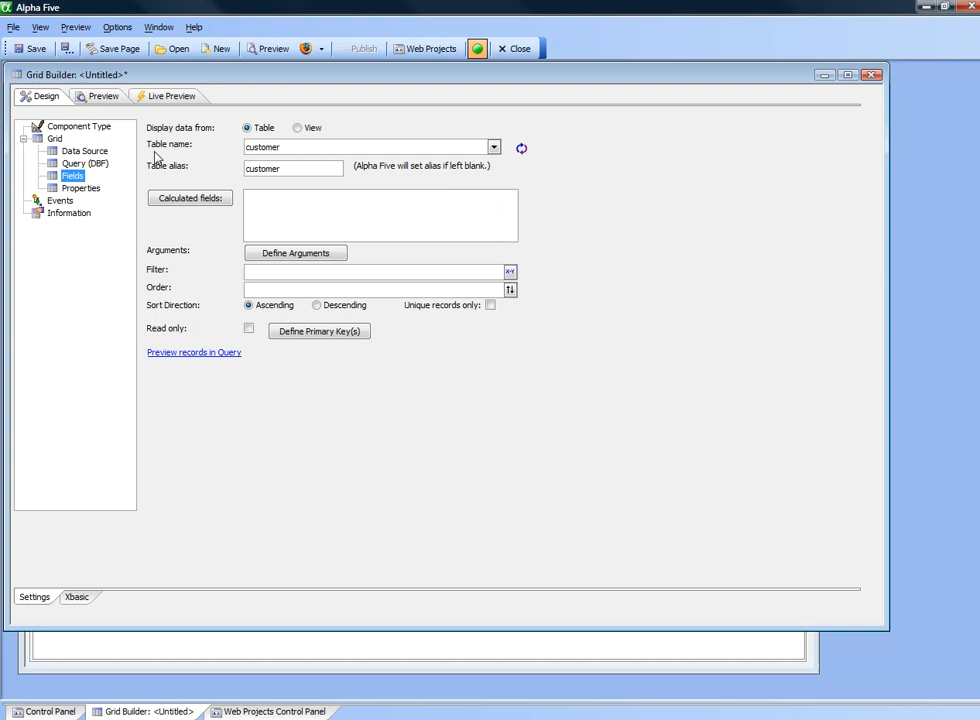 Alpha Five
File View Preview Options Window Help
Save Save Page Open New Preview Publish Web Projects Close
Grid Builder: <Untitled>*
Design Preview Live Preview
Component Type
Grid
Data Source
Query (DBF)
Fields
Properties
Events
Information
Display data from: Table View
Table name: customer
Table alias: customer (Alpha Five will set alias if left blank.)
Calculated fields:
Arguments: Define Arguments
Filter: X-Y
Order:
Sort Direction: Ascending Descending Unique records only:
Read only: Define Primary Key(s)
Preview records in Query
Settings Xbasic
Control Panel Grid Builder: <Untitled> Web Projects Control Panel